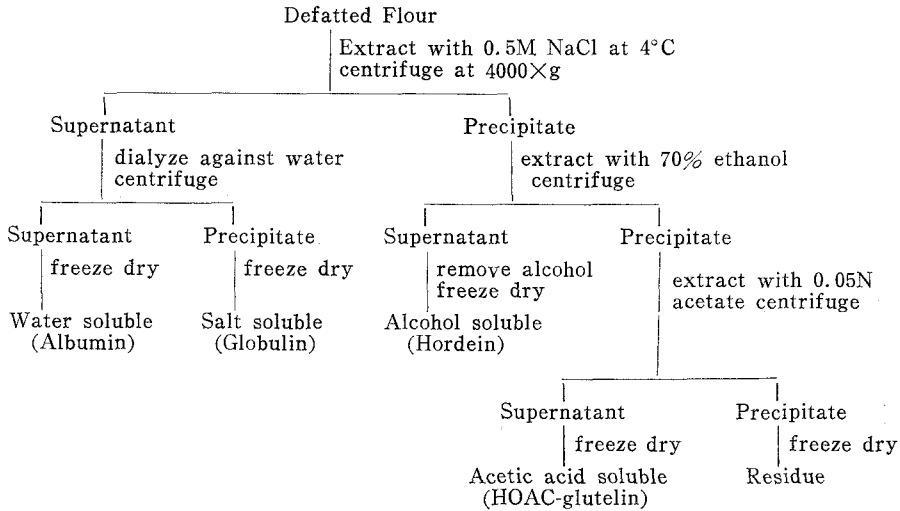 Defatted Flour
Extract with 0.5M NaCl at 4°C
centrifuge at 4000×g
Supernatant
Precipitate
dialyze against water
centrifuge
extract with 70% ethanol
centrifuge
Supernatant
Precipitate
Supernatant
Precipitate
freeze dry
freeze dry
remove alcohol
freeze dry
extract with 0.05N
acetate centrifuge
Water soluble
(Albumin)
Salt soluble
(Globulin)
Alcohol soluble
(Hordein)
Supernatant
Precipitate
freeze dry
freeze dry
Acetic acid soluble
(HOAC-glutelin)
Residue